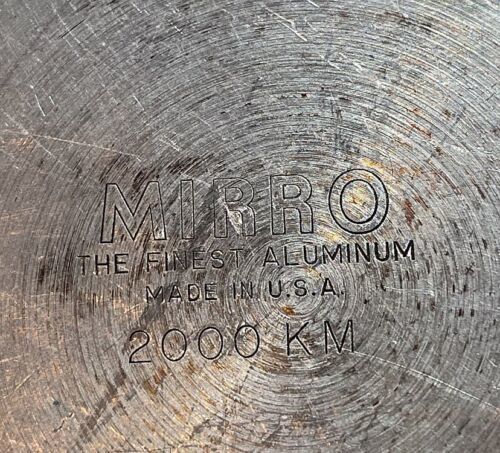 MIRRO
THE FINEST ALUMINUM
MADE IN U.S.A.
2000 KM